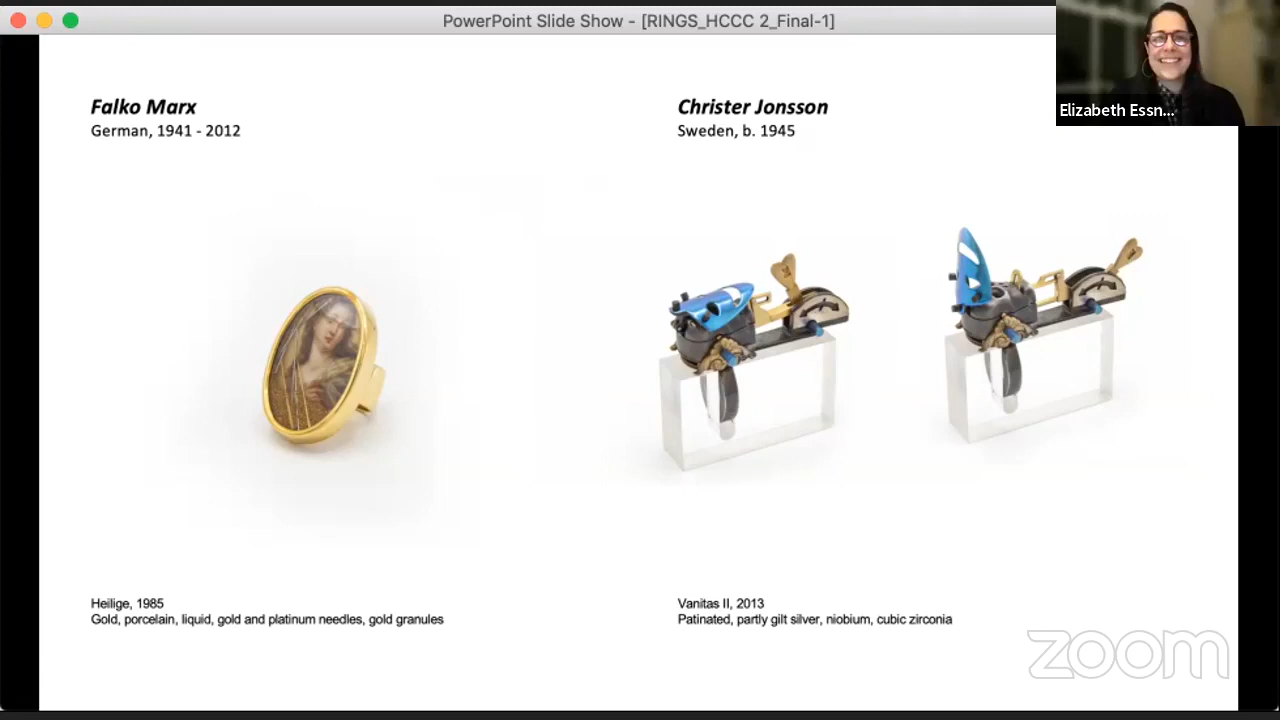 PowerPoint Slide Show - [RINGS_HCCC 2_Final-1]
Elizabeth Essn...
Falko Marx
German, 1941 - 2012
Christer Jonsson
Sweden, b. 1945
Heilige, 1985
Gold, porcelain, liquid, gold and platinum needles, gold granules
Vanitas II, 2013
Patinated, partly gilt silver, niobium, cubic zirconia
zoom